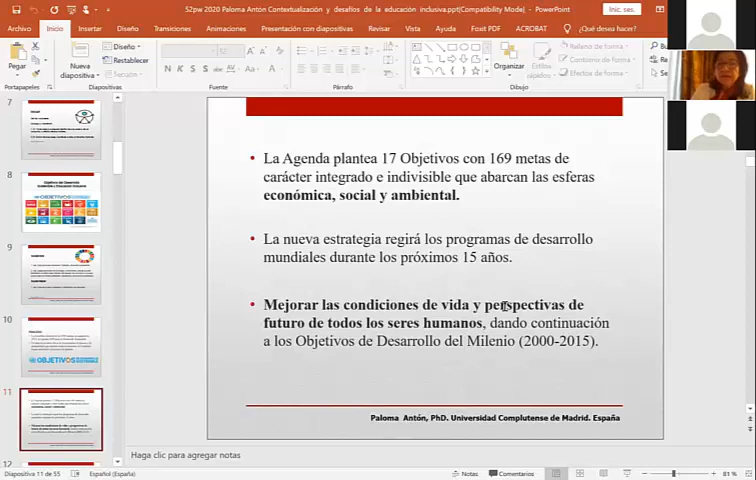 S2pw 2020 Paloma Antón Contextualización y desafíos de la educación inclusiva.ppt[Compatibility Mode] - PowerPoint
Inic. ses.
Archivo
Inicio
Insertar
Diseño
Transiciones
Animaciones
Presentación con diapositivas
Revisar
Vista
Ayuda
Foxit PDF
ACROBAT
¿Qué desea hacer?
Pegar
Nueva
diapositiva
Diseño
Restablecer
Sección
Organizar
Estilos
rápidos
Relleno de forma
Contorno de forma
Efectos de forma
Portapapeles
Diapositivas
Fuente
Párrafo
Dibujo
7
8
9
10
11
12
• La Agenda plantea 17 Objetivos con 169 metas de
carácter integrado e indivisible que abarcan las esferas
económica, social y ambiental.
• La nueva estrategia regirá los programas de desarrollo
mundiales durante los próximos 15 años.
• Mejorar las condiciones de vida y perspectivas de
futuro de todos los seres humanos, dando continuación
a los Objetivos de Desarrollo del Milenio (2000-2015).
Paloma Antón, PhD. Universidad Complutense de Madrid. España
Haga clic para agregar notas
Diapositiva 11 de 55
Español (España)
Notas
Comentarios
81 %